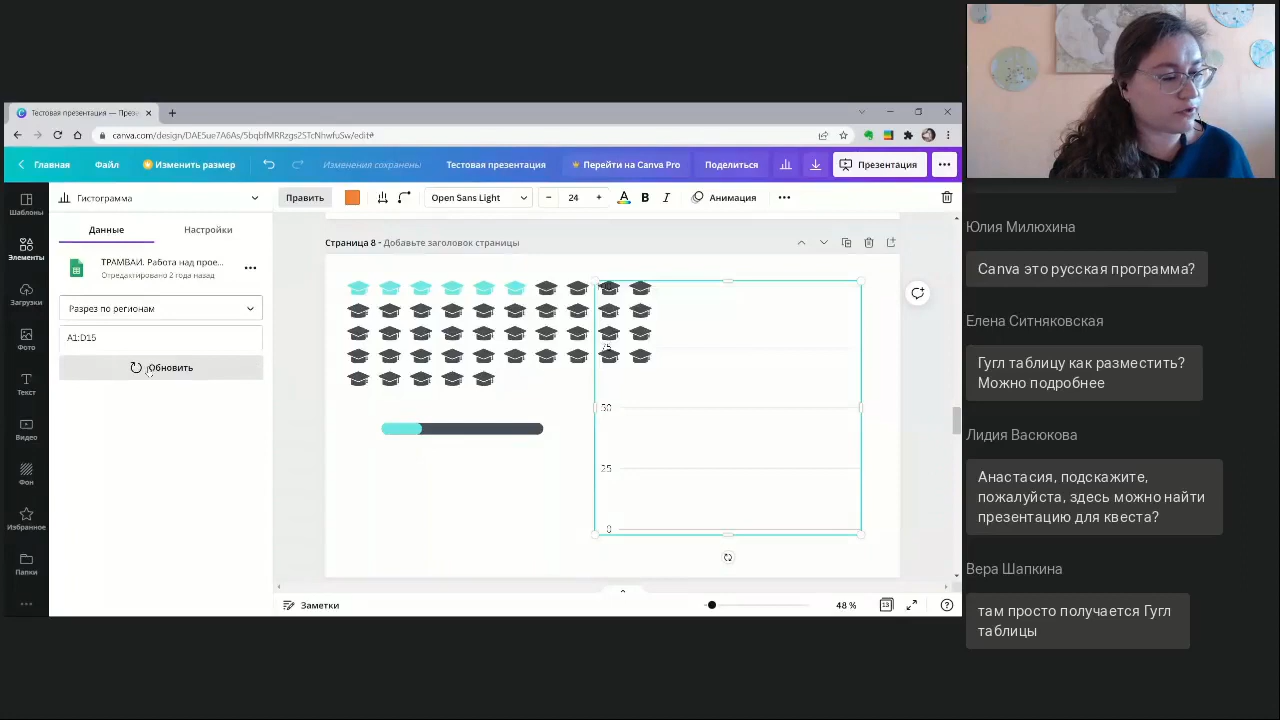 Тестовая презентация — През
canva.com/design/DAE5ue7A6As/5bqbfMRRzgs2STcNhwfuSw/edit#
Главная
Файл
Изменить размер
Изменения сохранены
Тестовая презентация
Перейти на Canva Pro
Поделиться
Презентация
Шаблоны
Элементы
Загрузки
Фото
Текст
Видео
Фон
Избранное
Папки
Гистограмма
Данные
Настройки
ТРАМВАИ. Работа над прое...
Отредактировано 2 года назад
Разрез по регионам
A1:D15
Обновить
Править
Open Sans Light
24
A
B
I
Анимация
Страница 8 - Добавьте заголовок страницы
75
50
25
0
Заметки
48 %
13
Юлия Милюхина
Canva это русская программа?
Елена Ситняковская
Гугл таблицу как разместить?
Можно подробнее
Лидия Васюкова
Анастасия, подскажите,
пожалуйста, здесь можно найти
презентацию для квеста?
Вера Шапкина
там просто получается Гугл
таблицы